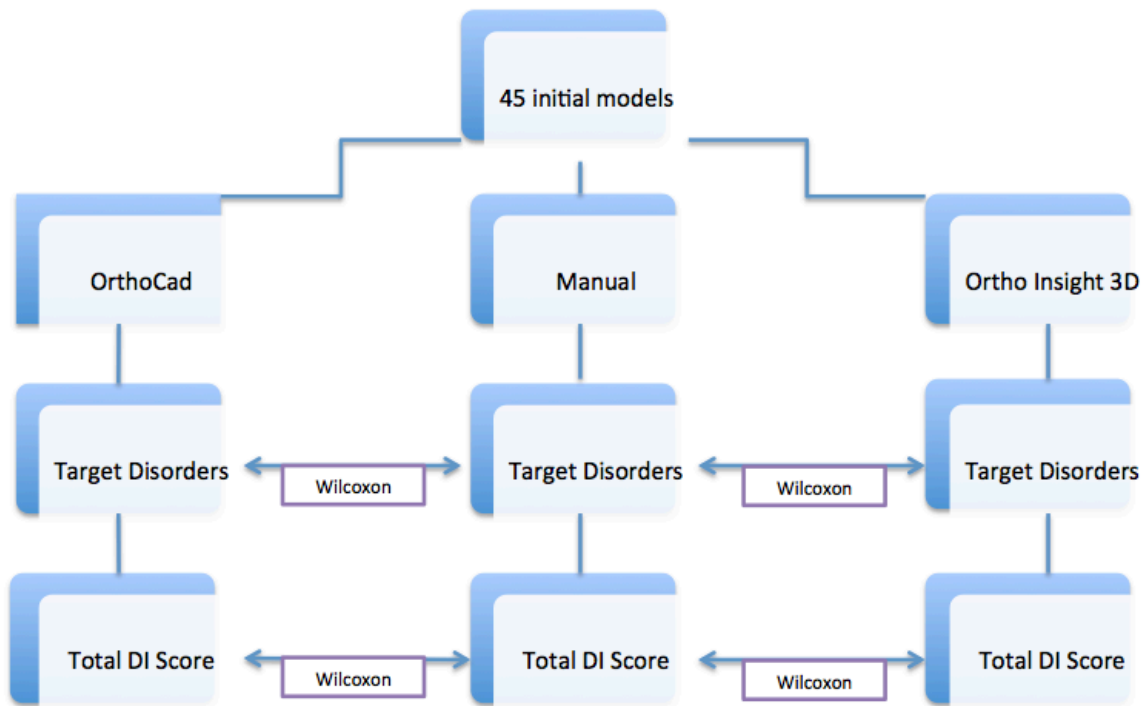 45 initial models
OrthoCad
Manual
Ortho Insight 3D
Target Disorders
Wilcoxon
Target Disorders
Wilcoxon
Target Disorders
Total DI Score
Wilcoxon
Total DI Score
Wilcoxon
Total DI Score